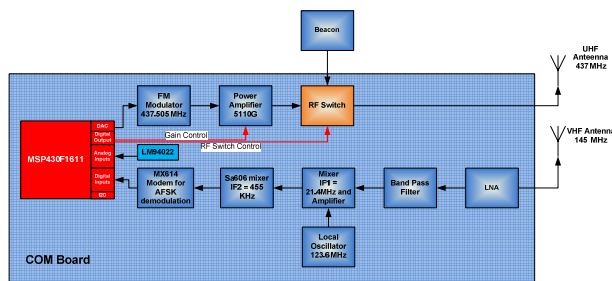 Beacon
UHF
Anteenna
437 MHz
FM
Modulator
437.505 MHz
Power
Amplifier
5110G
RF Switch
DAC
Digital
Output
Gain Control
RF Switch Control
VHF Antenna
145 MHz
MSP430F1611
Analog
Inputs
LM94022
Digital
Inputs
I2C
MX614
Modem for
AFSK
demodulation
Sa606 mixer
IF2 = 455
KHz
Mixer
IF1 =
21.4MHz and
Amplifier
Band Pass
Filter
LNA
Local
Oscillator
123.6MHz
COM Board